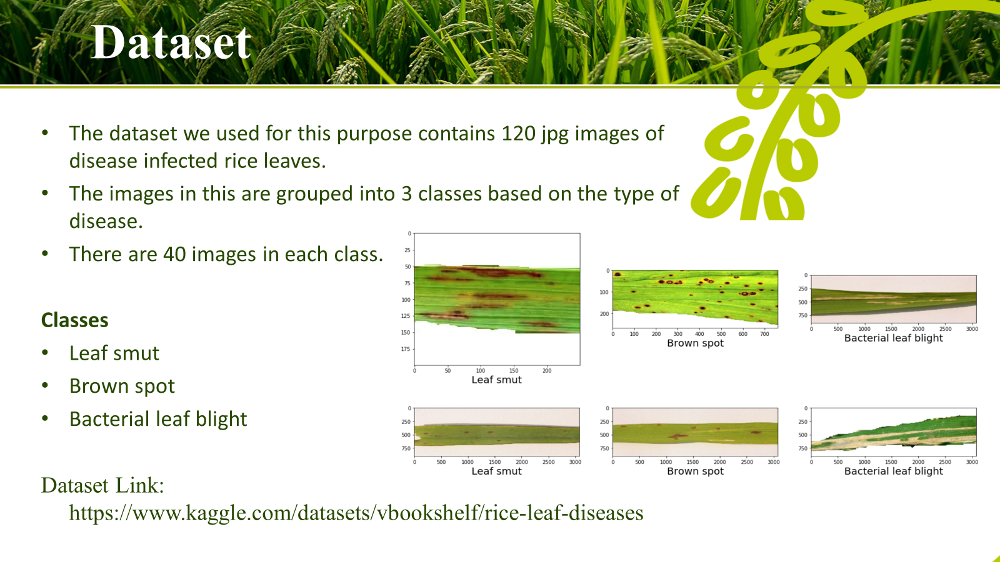 Dataset
• The dataset we used for this purpose contains 120 jpg images of
disease infected rice leaves.
• The images in this are grouped into 3 classes based on the type of
disease.
• There are 40 images in each class.
Classes
• Leaf smut
• Brown spot
• Bacterial leaf blight
Dataset Link:
https://www.kaggle.com/datasets/vbookshelf/rice-leaf-diseases
0
25
50
75
100
125
150
175
0 50 100 150 200
Leaf smut
0
100
200
0 100 200 300 400 500 600 700
Brown spot
0
250
500
750
0 500 1000 1500 2000 2500 3000
Bacterial leaf blight
0
250
500
750
0 500 1000 1500 2000 2500 3000
Leaf smut
0
250
500
750
0 500 1000 1500 2000 2500 3000
Brown spot
0
250
500
750
0 500 1000 1500 2000 2500 3000
Bacterial leaf blight